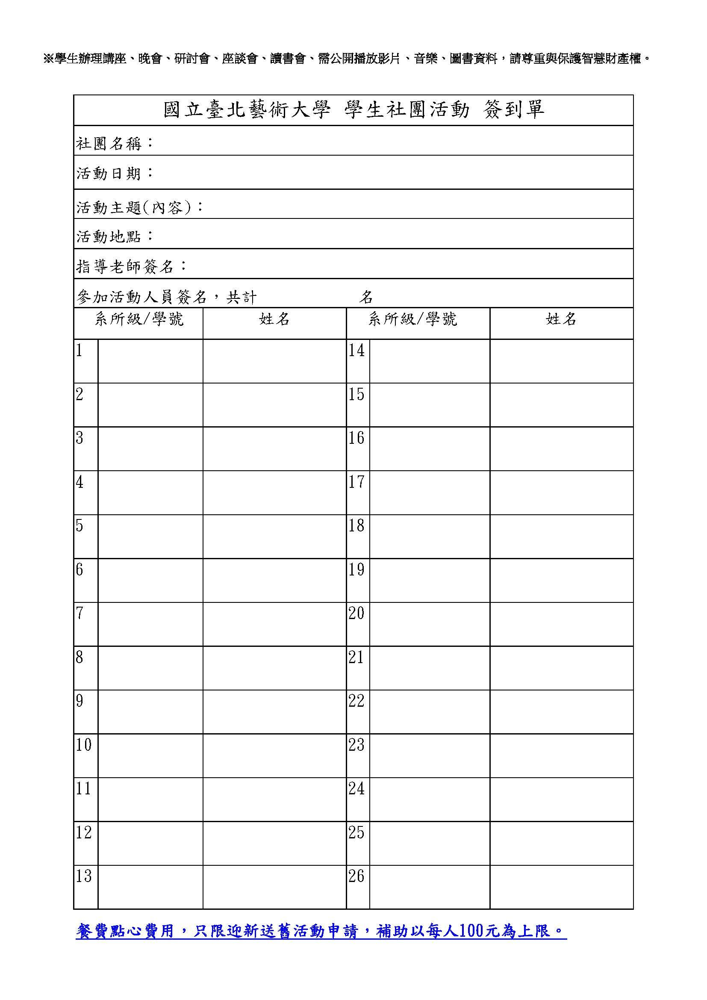 ※學生辦理講座、晚會、研討會、座談會、讀書會、需公開播放影片、音樂、圖書資料，請尊重與保護智慧財產權。
國立臺北藝術大學 學生社團活動 簽到單
社團名稱：
活動日期：
活動主題(內容)：
活動地點：
指導老師簽名：
參加活動人員簽名，共計 名
系所級/學號 姓名 系所級/學號 姓名
1 14
2 15
3 16
4 17
5 18
6 19
7 20
8 21
9 22
10 23
11 24
12 25
13 26
餐費點心費用，只限迎新送舊活動申請，補助以每人100元為上限。